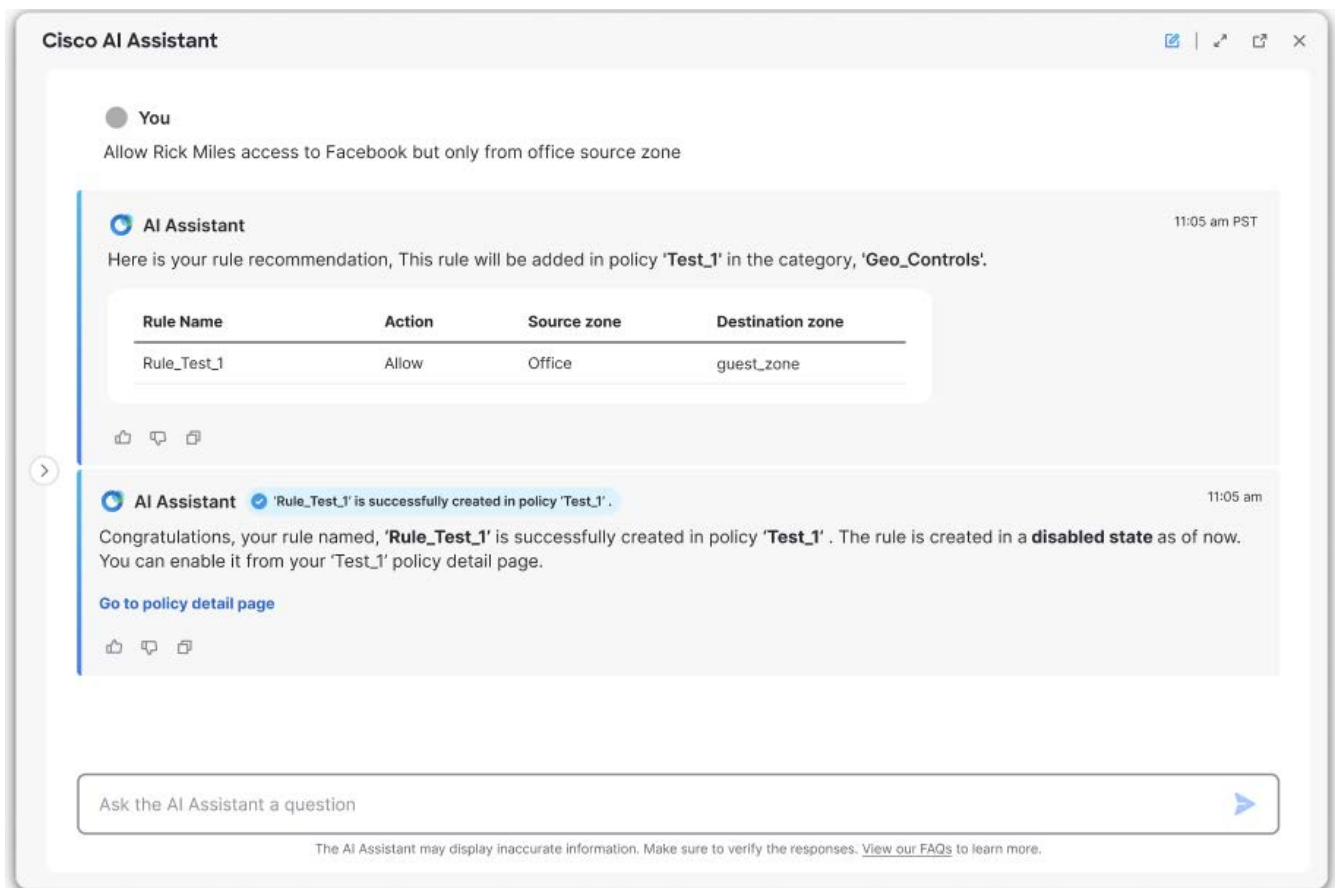 Cisco AI Assistant
You
Allow Rick Miles access to Facebook but only from office source zone
AI Assistant
11:05 am PST
Here is your rule recommendation, This rule will be added in policy 'Test_1' in the category, 'Geo_Controls'.
Rule Name Action Source zone Destination zone
Rule_Test_1 Allow Office guest_zone
AI Assistant 'Rule_Test_1' is successfully created in policy 'Test_1' .
11:05 am
Congratulations, your rule named, 'Rule_Test_1' is successfully created in policy 'Test_1' . The rule is created in a disabled state as of now.
You can enable it from your 'Test_1' policy detail page.
Go to policy detail page
Ask the AI Assistant a question
The AI Assistant may display inaccurate information. Make sure to verify the responses. View our FAQs to learn more.